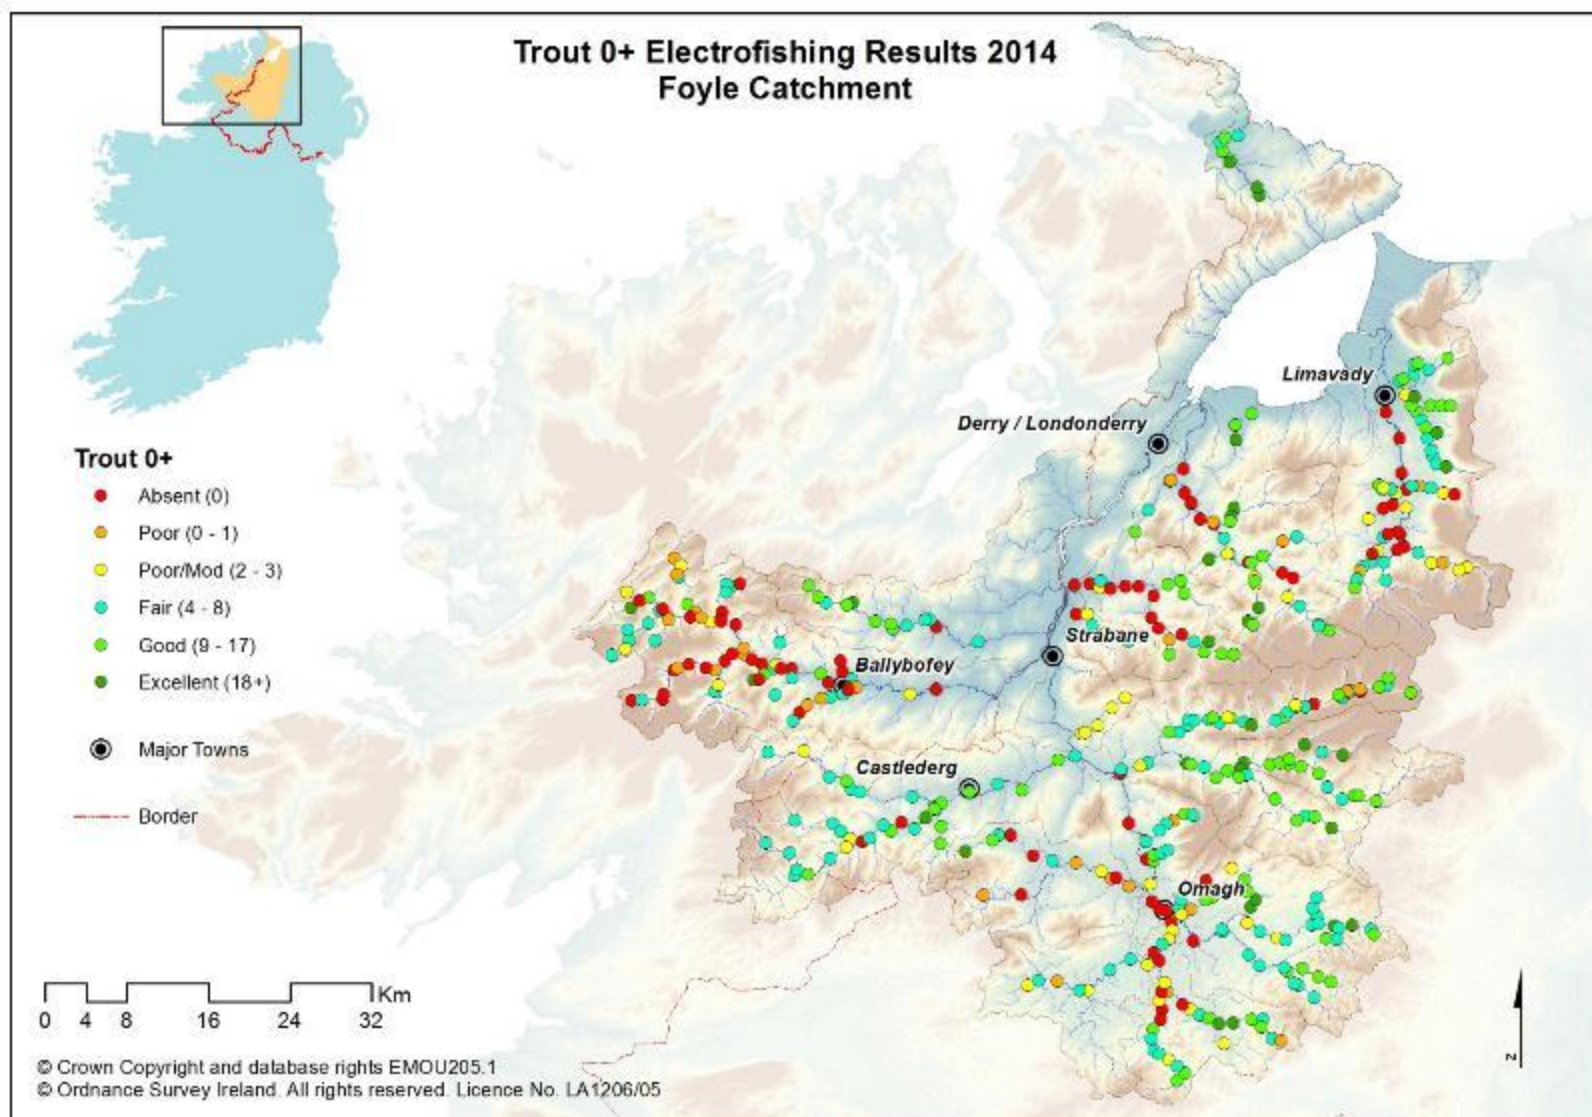 Trout 0+ Electrofishing Results 2014
Foyle Catchment
Limavady
Derry / Londonderry
Trout 0+
Absent (0)
Poor (0 - 1)
Poor/Mod (2 - 3)
Fair (4 - 8)
Good (9 - 17)
Excellent (18+)
Major Towns
Border
Strabane
Ballybofey
Castlederg
Omagh
Km
0 4 8 16 24 32
N
© Crown Copyright and database rights EMOU205.1
© Ordnance Survey Ireland. All rights reserved. Licence No. LA1206/05